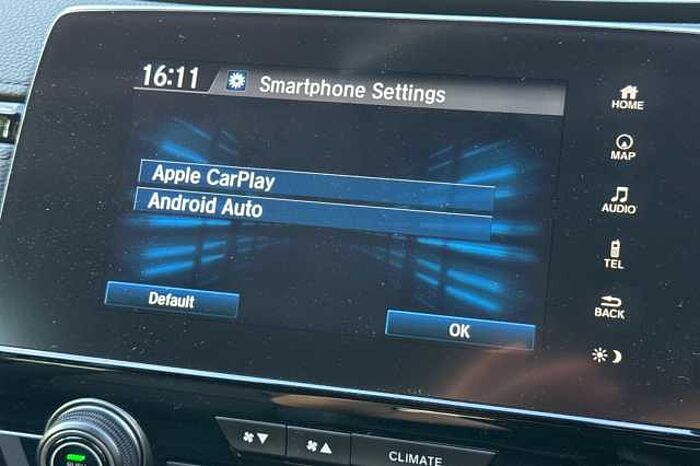 16:11 Smartphone Settings
HOME
MAP
Apple CarPlay
Android Auto
AUDIO
TEL
Default
OK
BACK
CLIMATE